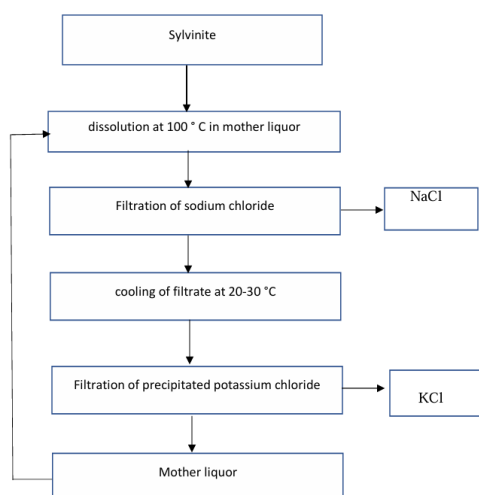 Sylvinite
dissolution at 100 ° C in mother liquor
Filtration of sodium chloride
NaCl
cooling of filtrate at 20-30 °C
Filtration of precipitated potassium chloride
KCl
Mother liquor